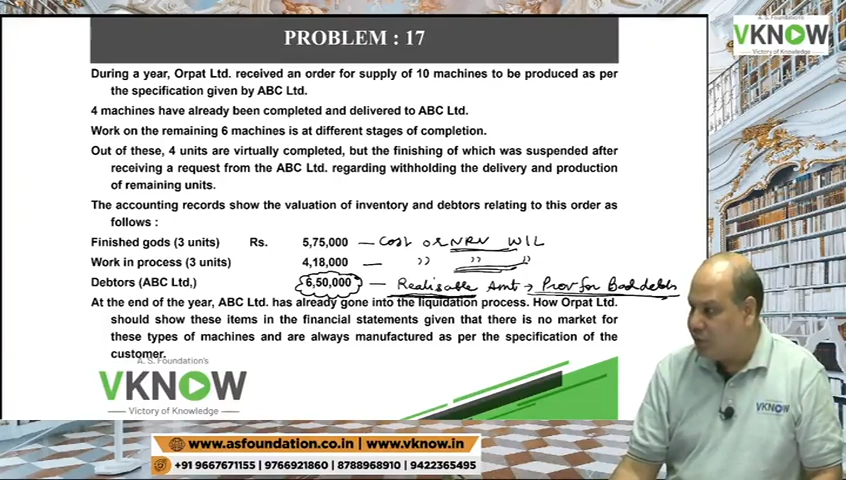 PROBLEM : 17
A. S. Foundation's
VKNOW
Victory of Knowledge
During a year, Orpat Ltd. received an order for supply of 10 machines to be produced as per
the specification given by ABC Ltd.
4 machines have already been completed and delivered to ABC Ltd.
Work on the remaining 6 machines is at different stages of completion.
Out of these, 4 units are virtually completed, but the finishing of which was suspended after
receiving a request from the ABC Ltd. regarding withholding the delivery and production
of remaining units.
The accounting records show the valuation of inventory and debtors relating to this order as
follows :
Finished gods (3 units) Rs. 5,75,000 — Cost or NRV WIL
Work in process (3 units) 4,18,000 — " " "
Debtors (ABC Ltd,) 6,50,000 — Realisable Amt → Prov for Bad debts
At the end of the year, ABC Ltd. has already gone into the liquidation process. How Orpat Ltd.
should show these items in the financial statements given that there is no market for
these types of machines and are always manufactured as per the specification of the
customer.
A. S. Foundation's
VKNOW
Victory of Knowledge
VKNOW
www.asfoundation.co.in | www.vknow.in
+91 9667671155 | 9766921860 | 8788968910 | 9422365495